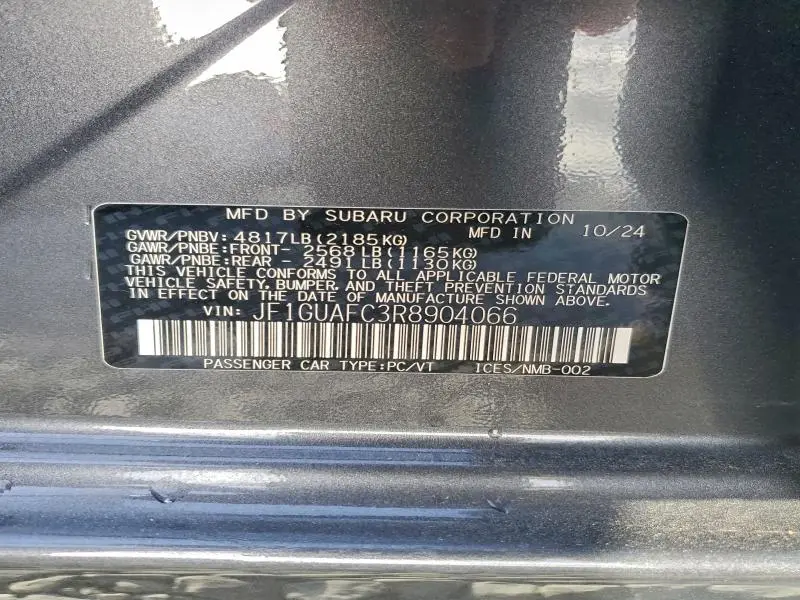 MFD BY SUBARU CORPORATION
GVWR/PNBV: 4817LB(2185KG) MFD IN 10/24
GAWR/PNBE:FRONT- 2568LB(1165KG)
GAWR/PNBE:REAR - 2491LB(1130KG)
THIS VEHICLE CONFORMS TO ALL APPLICABLE FEDERAL MOTOR
VEHICLE SAFETY, BUMPER, AND THEFT PREVENTION STANDARDS
IN EFFECT ON THE DATE OF MANUFACTURE SHOWN ABOVE.
VIN: JF1GUAFC3R8904066
PASSENGER CAR TYPE:PC/VT ICES/NMB-002